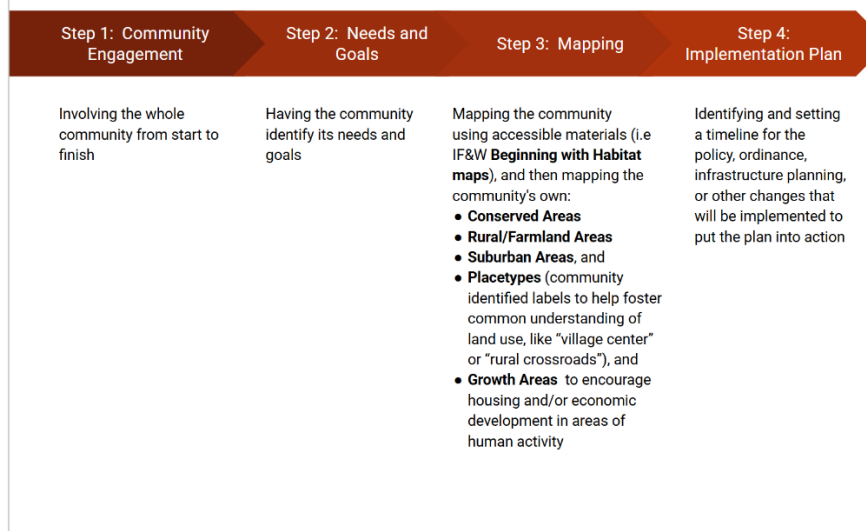 Step 1: Community
Engagement
Step 2: Needs and
Goals
Step 3: Mapping
Step 4:
Implementation Plan
Involving the whole
community from start to
finish
Having the community
identify its needs and
goals
Mapping the community
using accessible materials (i.e
IF&W Beginning with Habitat
maps), and then mapping the
community's own:
● Conserved Areas
● Rural/Farmland Areas
● Suburban Areas, and
● Placetypes (community
identified labels to help foster
common understanding of
land use, like “village center”
or “rural crossroads”), and
● Growth Areas to encourage
housing and/or economic
development in areas of
human activity
Identifying and setting
a timeline for the
policy, ordinance,
infrastructure planning,
or other changes that
will be implemented to
put the plan into action